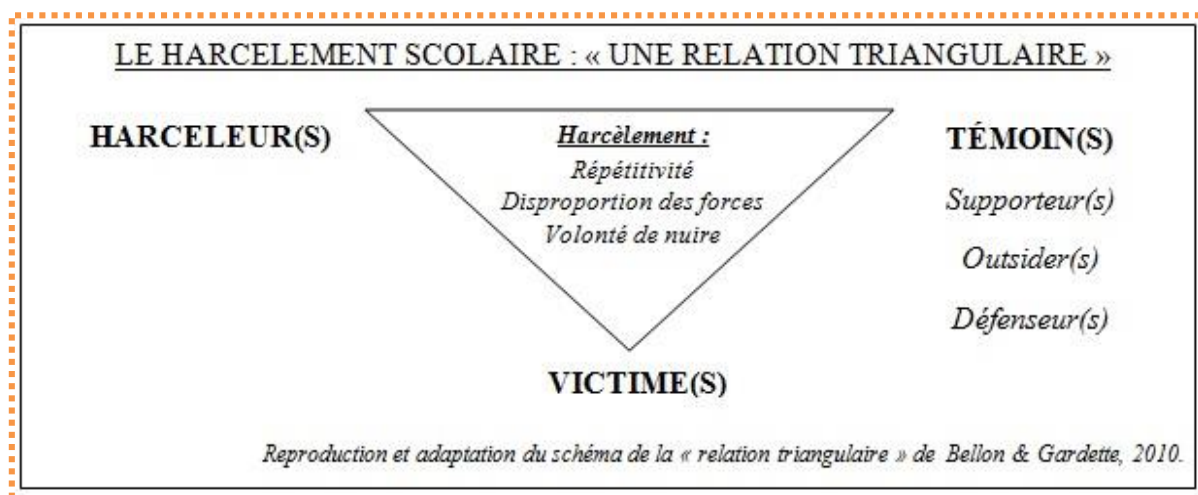 LE HARCELEMENT SCOLAIRE : « UNE RELATION TRIANGULAIRE »
HARCELEUR(S)
Harcèlement :
Répétitivité
Disproportion des forces
Volonté de nuire
TÉMOIN(S)
Supporteur(s)
Outsider(s)
Défenseur(s)
VICTIME(S)
Reproduction et adaptation du schéma de la « relation triangulaire » de Bellon & Gardette, 2010.